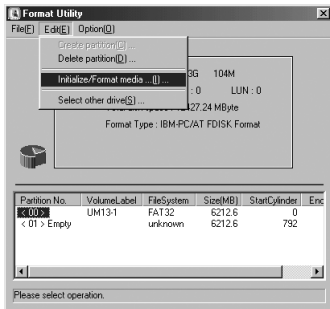 Format Utility
File[F] Edit[E] Option[O]
Create partition[C] ...
Delete partition[D] ...
Initialize/Format media ...[I] ...
Select other drive[S] ...
3G 104M
: 0 LUN : 0
27.24 MByte
Format Type : IBM-PC/AT FDISK Format
Partition No. VolumeLabel FileSystem Size(MB) StartCylinder Enc
< 00 > UM13-1 FAT32 6212.6 0
< 01 > Empty unknown 6212.6 792
Please select operation.